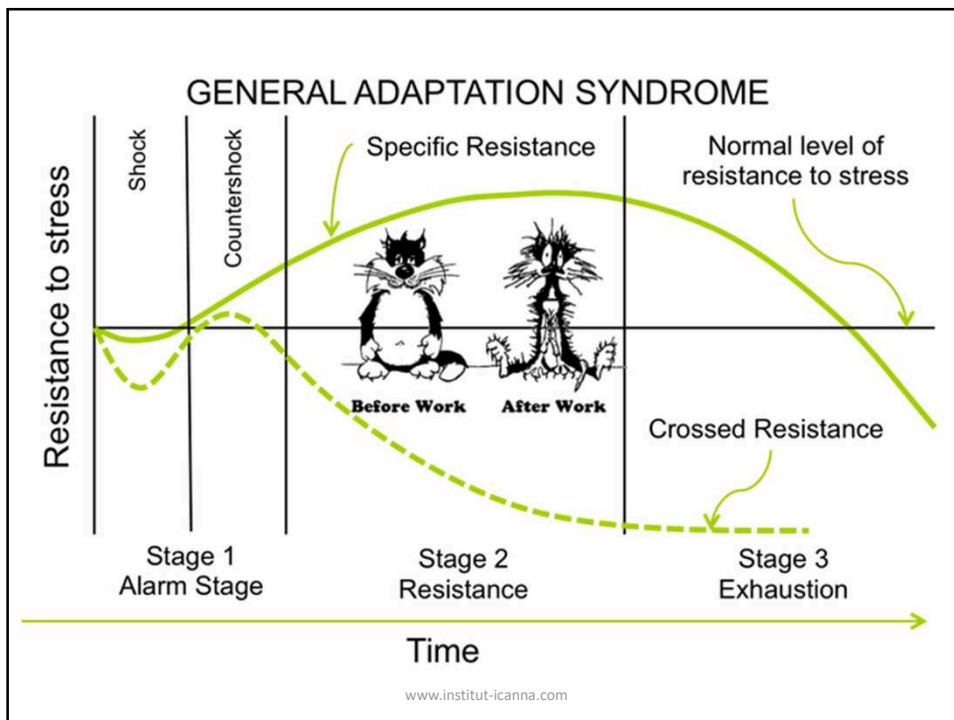 GENERAL ADAPTATION SYNDROME
Resistance to stress
Shock
Countershock
Specific Resistance
Normal level of
resistance to stress
Before Work
After Work
Crossed Resistance
Stage 1
Alarm Stage
Stage 2
Resistance
Stage 3
Exhaustion
Time
www.institut-icanna.com